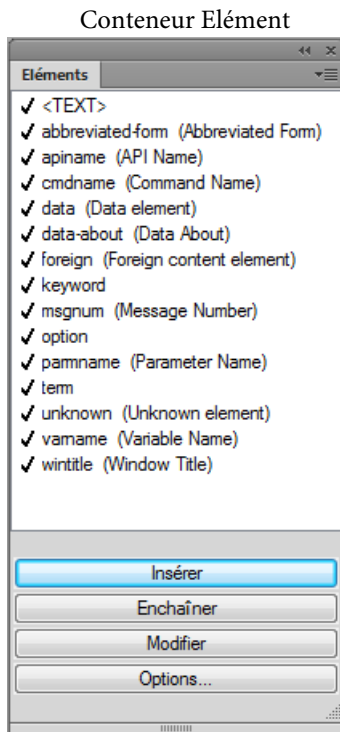 Conteneur Elément
Eléments
<TEXT>
abbreviated-form (Abbreviated Form)
apiname (API Name)
cmdname (Command Name)
data (Data element)
data-about (Data About)
foreign (Foreign content element)
keyword
msgnum (Message Number)
option
parmname (Parameter Name)
term
unknown (Unknown element)
varname (Variable Name)
wintitle (Window Title)
Insérer
Enchaîner
Modifier
Options...